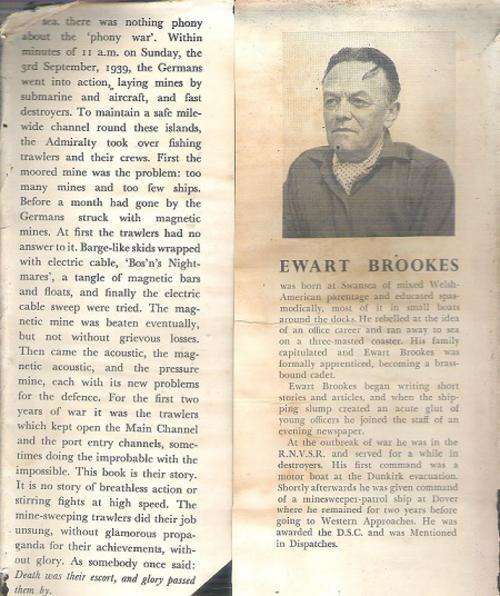 sea, there was nothing phony
about the 'phony war'. Within
minutes of 11 a.m. on Sunday, the
3rd September, 1939, the Germans
went into action, laying mines by
submarine and aircraft, and fast
destroyers. To maintain a safe mile-
wide channel round these islands,
the Admiralty took over fishing
trawlers and their crews. First the
moored mine was the problem: too
many mines and too few ships.
Before a month had gone by the
Germans struck with magnetic
mines. At first the trawlers had no
answer to it. Barge-like skids wrapped
with electric cable, 'Bos'n's Night-
mares', a tangle of magnetic bars
and floats, and finally the electric
cable sweep were tried. The mag-
netic mine was beaten eventually,
but not without grievous losses.
Then came the acoustic, the mag-
netic acoustic, and the pressure
mine, each with its new problems
for the defence. For the first two
years of war it was the trawlers
which kept open the Main Channel
and the port entry channels, some-
times doing the improbable with the
impossible. This book is their story.
It is no story of breathless action or
stirring fights at high speed. The
mine-sweeping trawlers did their job
unsung, without glamorous propa-
ganda for their achievements, with-
out glory. As somebody once said:
Death was their escort, and glory passed
them by.
EWART BROOKES
was born at Swansea of mixed Welsh-
American parentage and educated spas-
modically, most of it in small boats
around the docks. He rebelled at the idea
of an office career and ran away to sea
on a three-masted coaster. His family
capitulated and Ewart Brookes was
formally apprenticed, becoming a brass-
bound cadet.
Ewart Brookes began writing short
stories and articles, and when the ship-
ping slump created an acute glut of
young officers he joined the staff of an
evening newspaper.
At the outbreak of war he was in the
R.N.V.S.R. and served for a while in
destroyers. His first command was a
motor boat at the Dunkirk evacuation.
Shortly afterwards he was given command
of a minesweeper-patrol ship at Dover
where he remained for two years before
going to Western Approaches. He was
awarded the D.S.C. and was Mentioned
in Dispatches.